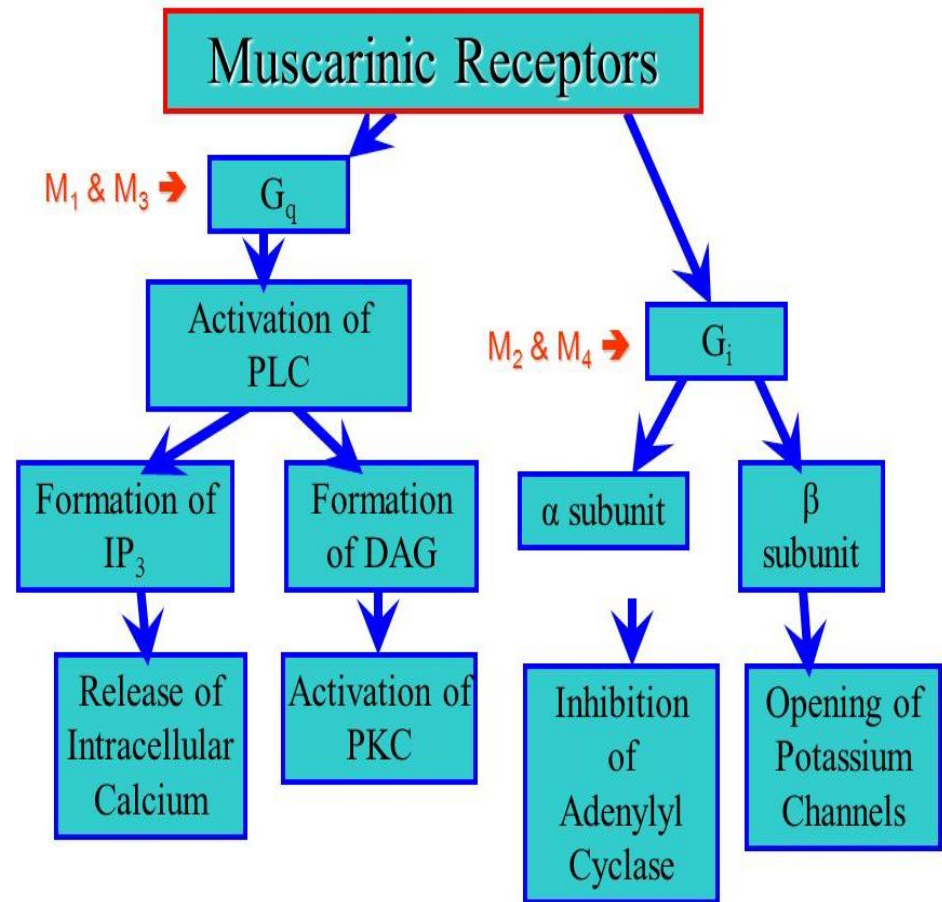 Muscarinic Receptors
M₁ & M₃ ➔
G_q
Activation of
PLC
M₂ & M₄ ➔
Gᵢ
Formation of
IP₃
Formation
of DAG
α subunit
β
subunit
Release of
Intracellular
Calcium
Activation of
PKC
Inhibition
of
Adenylyl
Cyclase
Opening of
Potassium
Channels